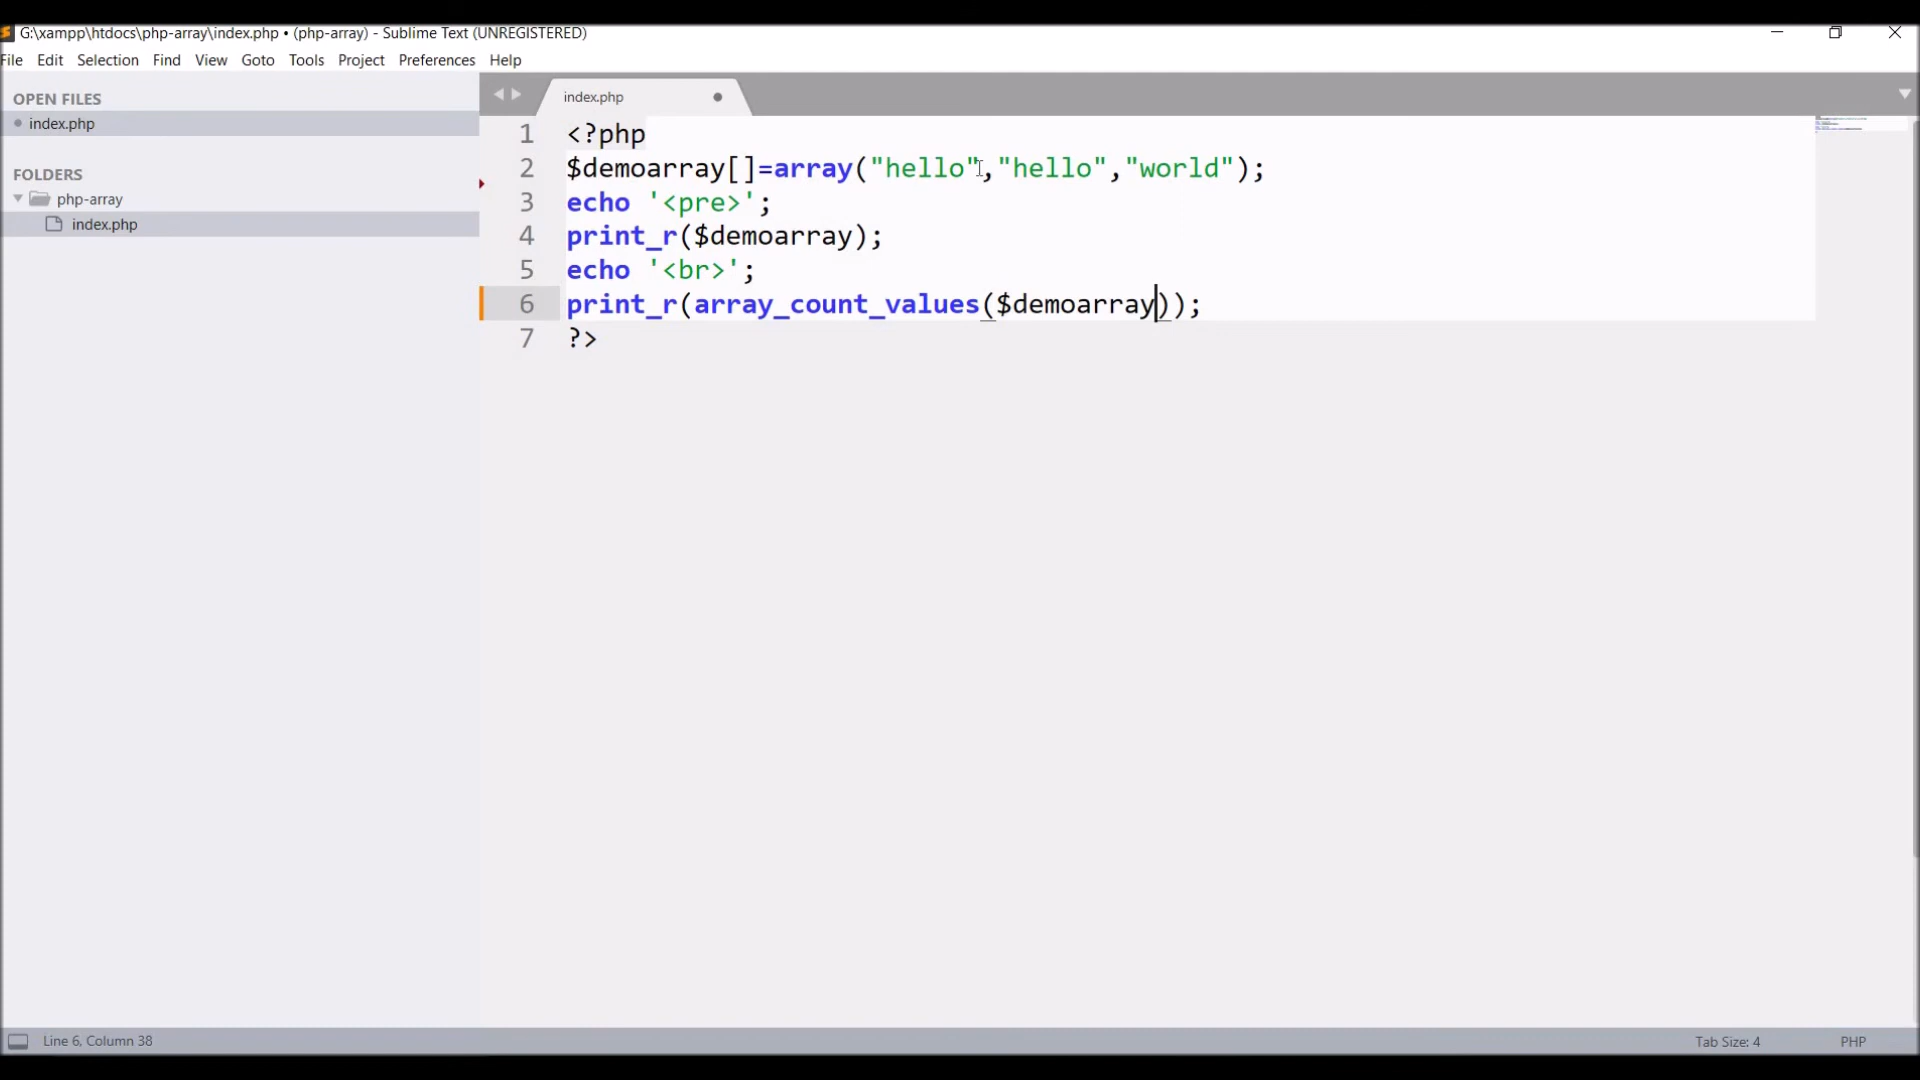 G:\xampp\htdocs\php-array\index.php • (php-array) - Sublime Text (UNREGISTERED)
File Edit Selection Find View Goto Tools Project Preferences Help
OPEN FILES
index.php
FOLDERS
php-array
index.php
index.php
1 <?php
2 $demoarray[]=array("hello","hello","world");
3 echo '<pre>';
4 print_r($demoarray);
5 echo '<br>';
6 print_r(array_count_values($demoarray));
7 ?>
Line 6, Column 38
Tab Size: 4
PHP